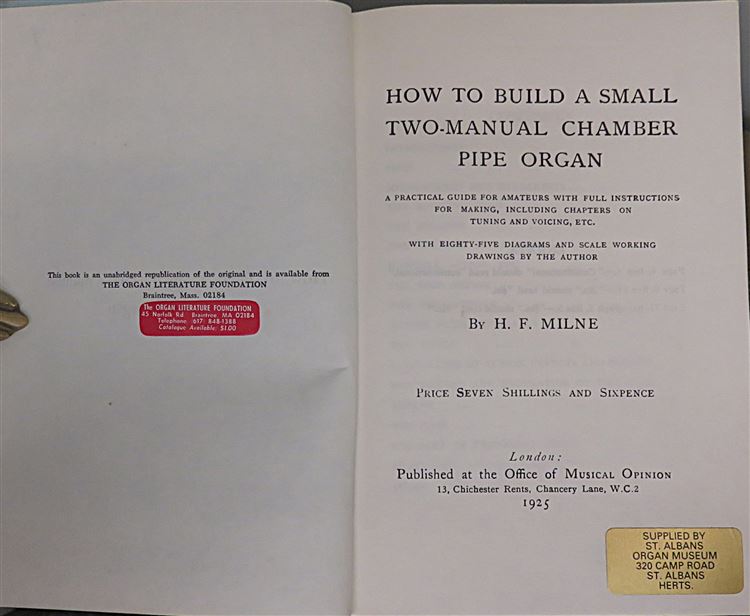 This book is an unabridged republication of the original and is available from
THE ORGAN LITERATURE FOUNDATION
Braintree, Mass. 02184
The ORGAN LITERATURE FOUNDATION
45 Norfolk Rd Braintree MA 02184
Telephone: 617: 848-1388
Catalogue Available: $1.00
HOW TO BUILD A SMALL
TWO-MANUAL CHAMBER
PIPE ORGAN
A PRACTICAL GUIDE FOR AMATEURS WITH FULL INSTRUCTIONS
FOR MAKING, INCLUDING CHAPTERS ON
TUNING AND VOICING, ETC.
WITH EIGHTY-FIVE DIAGRAMS AND SCALE WORKING
DRAWINGS BY THE AUTHOR
BY H. F. MILNE
PRICE SEVEN SHILLINGS AND SIXPENCE
London:
Published at the Office of MUSICAL OPINION
13, Chichester Rents, Chancery Lane, W.C.2
1925
SUPPLIED BY
ST. ALBANS
ORGAN MUSEUM
320 CAMP ROAD
ST. ALBANS
HERTS.